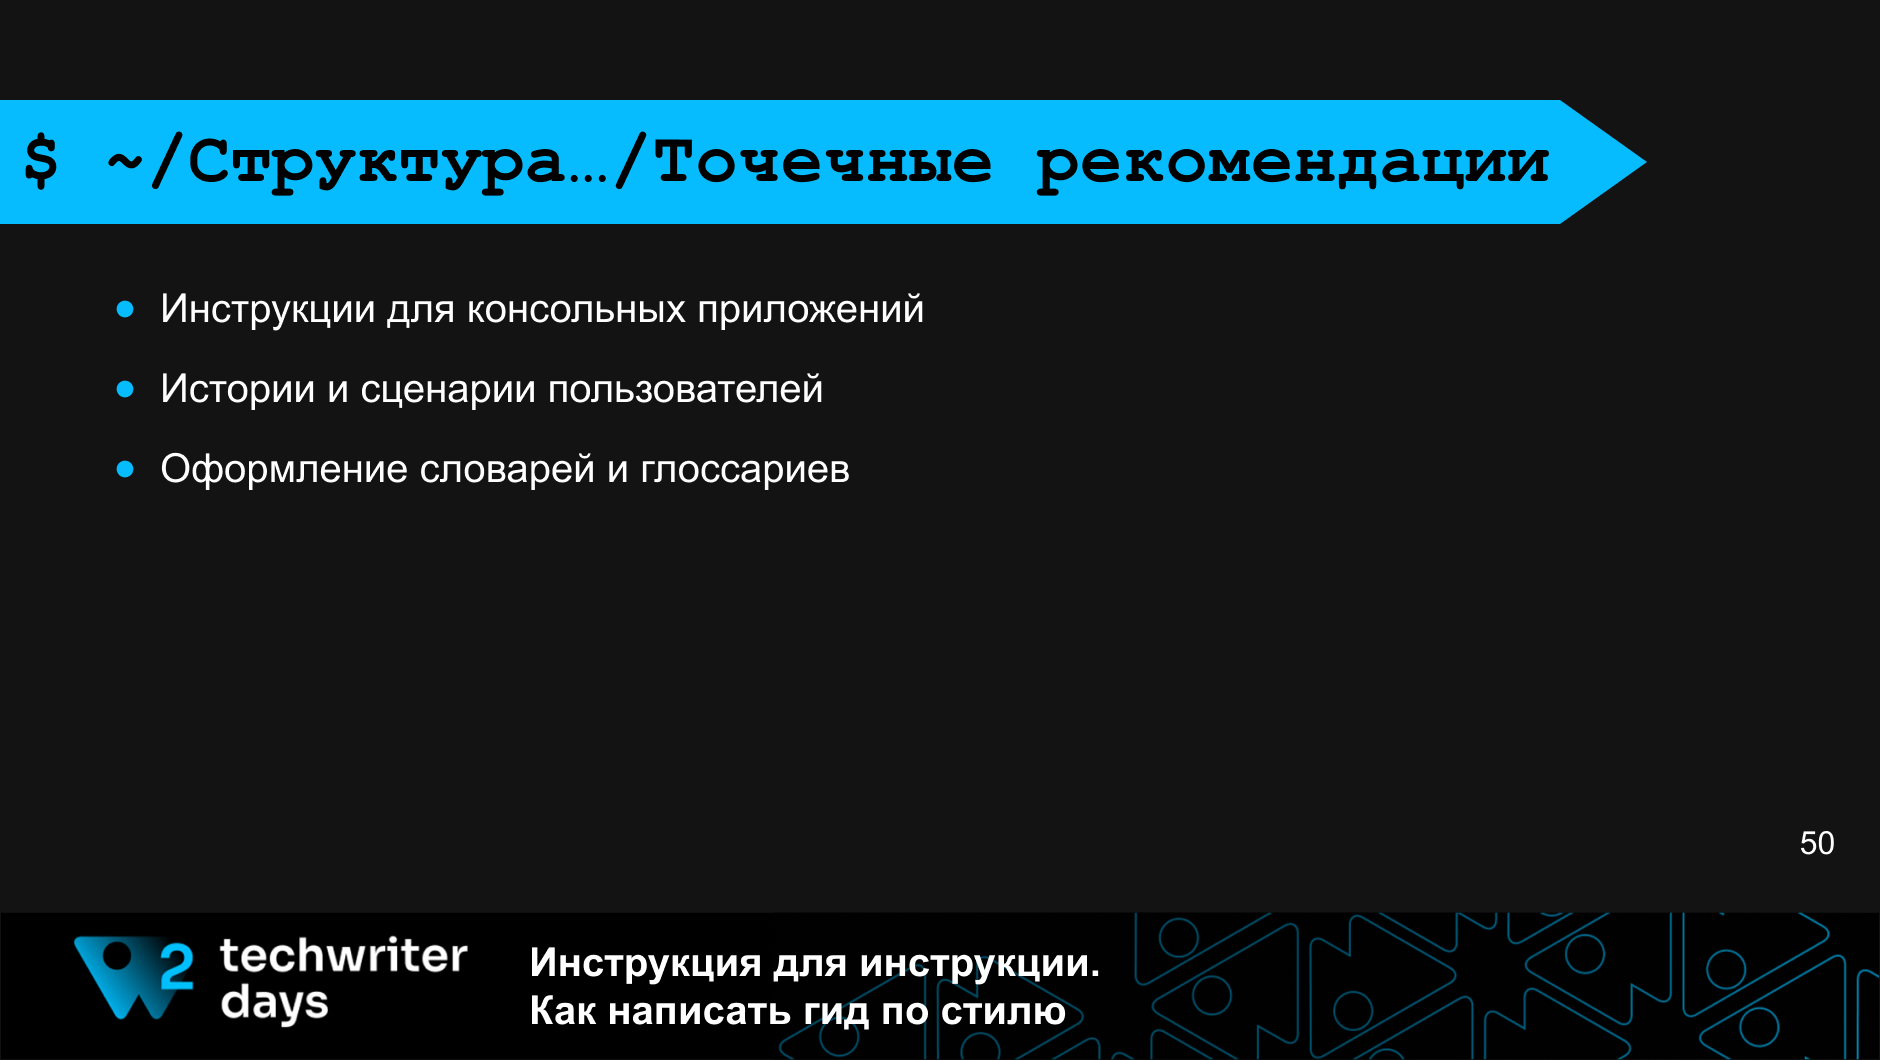 $ ~/Структура…/Точечные рекомендации
● Инструкции для консольных приложений
● Истории и сценарии пользователей
● Оформление словарей и глоссариев
50
2 techwriter
days
Инструкция для инструкции.
Как написать гид по стилю